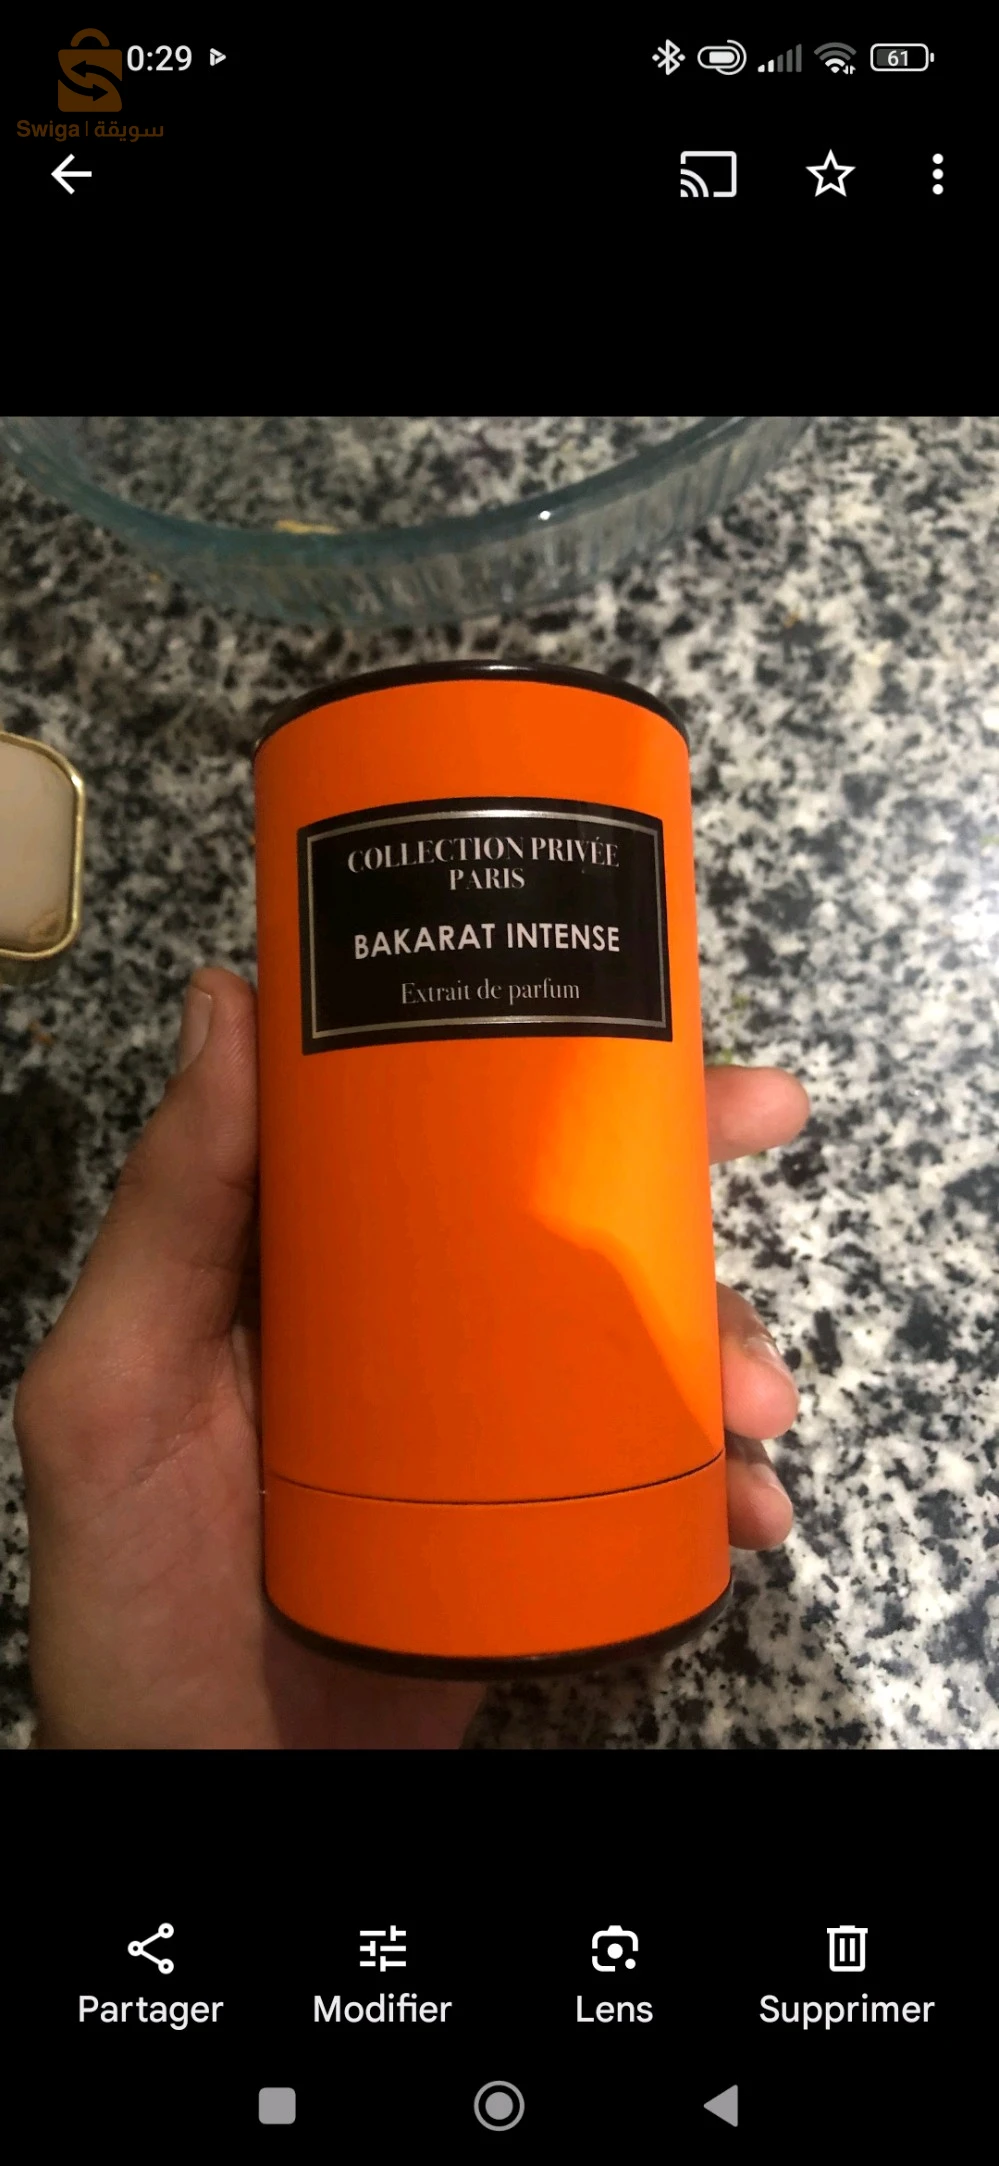 0:29
61
Swiga | سويقة
COLLECTION PRIVÉE
PARIS
BAKARAT INTENSE
Extrait de parfum
Partager
Modifier
Lens
Supprimer